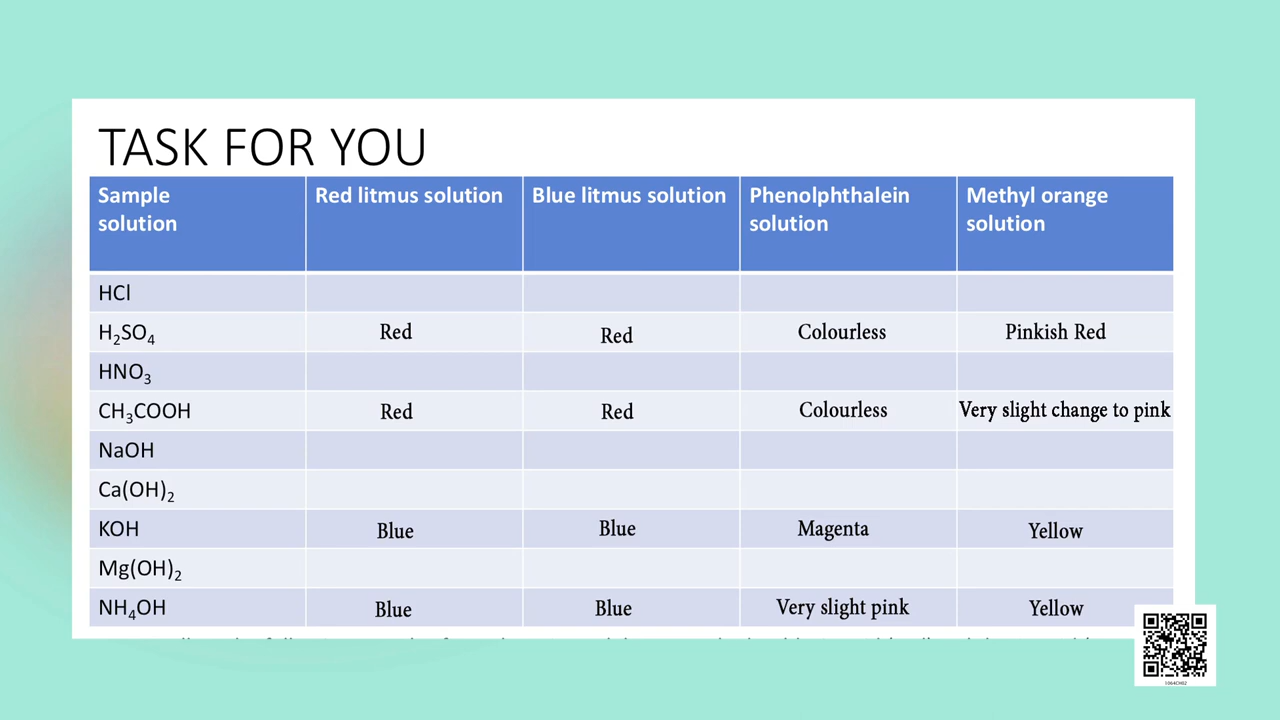 TASK FOR YOU
Sample solution Red litmus solution Blue litmus solution Phenolphthalein solution Methyl orange solution
HCl
H₂SO₄ Red Red Colourless Pinkish Red
HNO₃
CH₃COOH Red Red Colourless Very slight change to pink
NaOH
Ca(OH)₂
KOH Blue Blue Magenta Yellow
Mg(OH)₂
NH₄OH Blue Blue Very slight pink Yellow
1064CH02